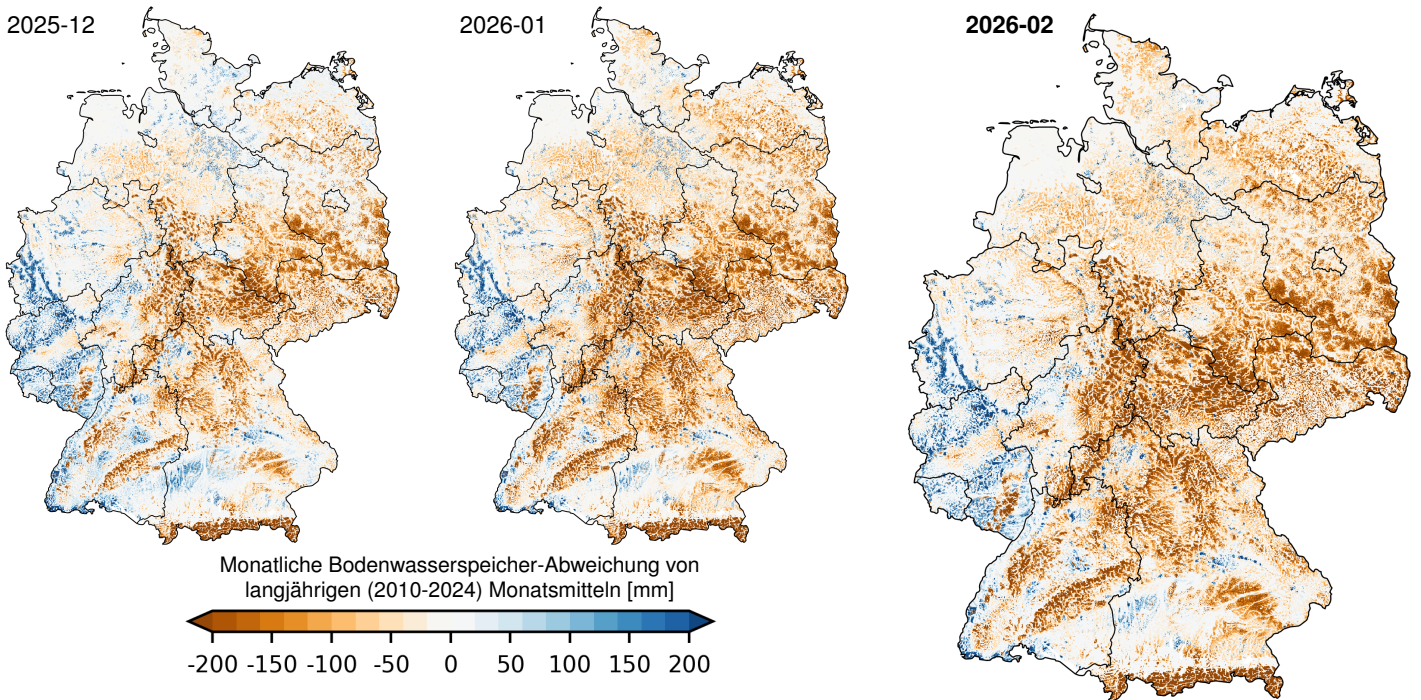 2025-12
2026-01
2026-02
Monatliche Bodenwasserspeicher-Abweichung von
langjährigen (2010-2024) Monatsmitteln [mm]
-200 -150 -100 -50 0 50 100 150 200